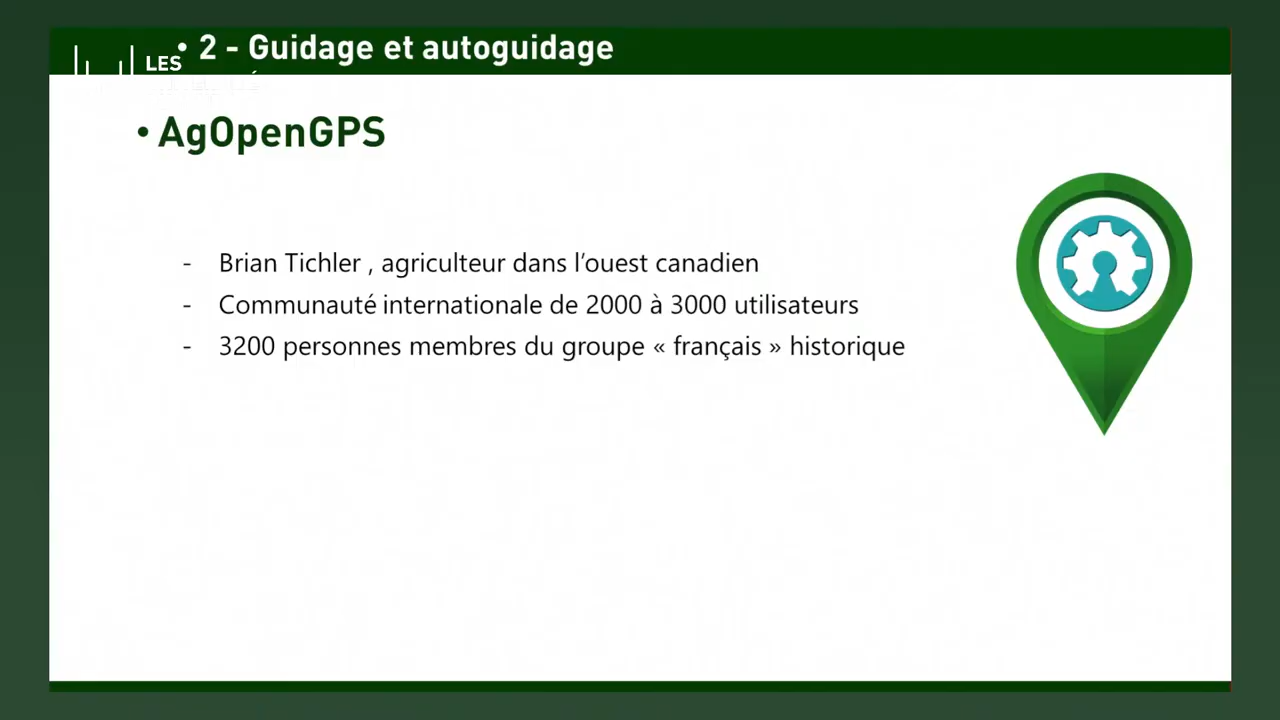 LES
• 2 - Guidage et autoguidage
• AgOpenGPS
- Brian Tichler , agriculteur dans l'ouest canadien
- Communauté internationale de 2000 à 3000 utilisateurs
- 3200 personnes membres du groupe « français » historique